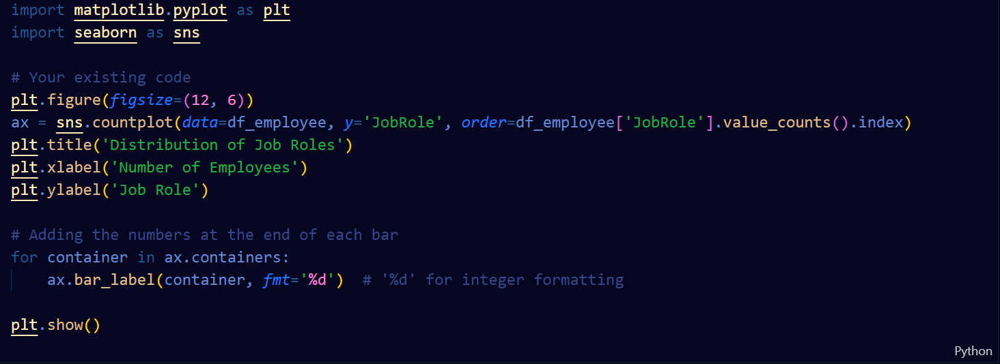 import matplotlib.pyplot as plt
import seaborn as sns
# Your existing code
plt.figure(figsize=(12, 6))
ax = sns.countplot(data=df_employee, y='JobRole', order=df_employee['JobRole'].value_counts().index)
plt.title('Distribution of Job Roles')
plt.xlabel('Number of Employees')
plt.ylabel('Job Role')
# Adding the numbers at the end of each bar
for container in ax.containers:
    ax.bar_label(container, fmt='%d')  # '%d' for integer formatting
plt.show()
Python